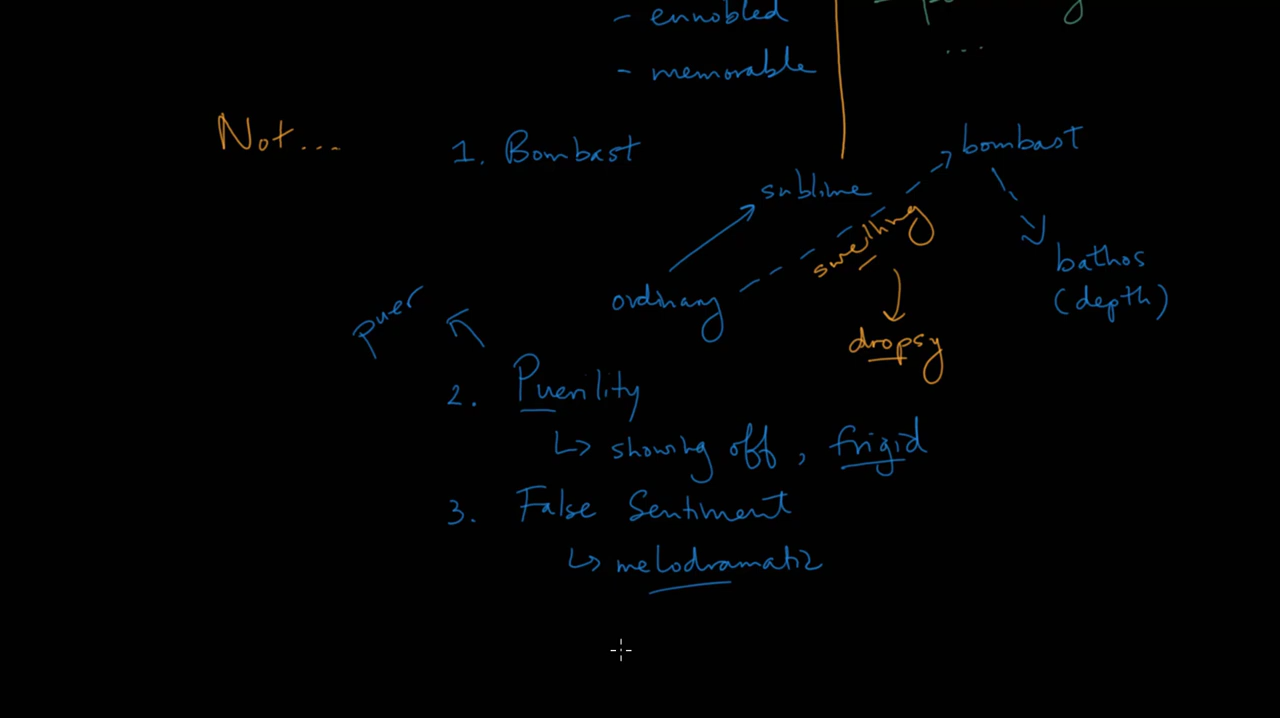 - ennobled
- memorable
...
Not...
1. Bombast
bombast
sublime
swelling
bathos
(depth)
ordinary
puer
dropsy
2. Puerility
↳ showing off, frigid
3. False Sentiment
↳ melodramatic